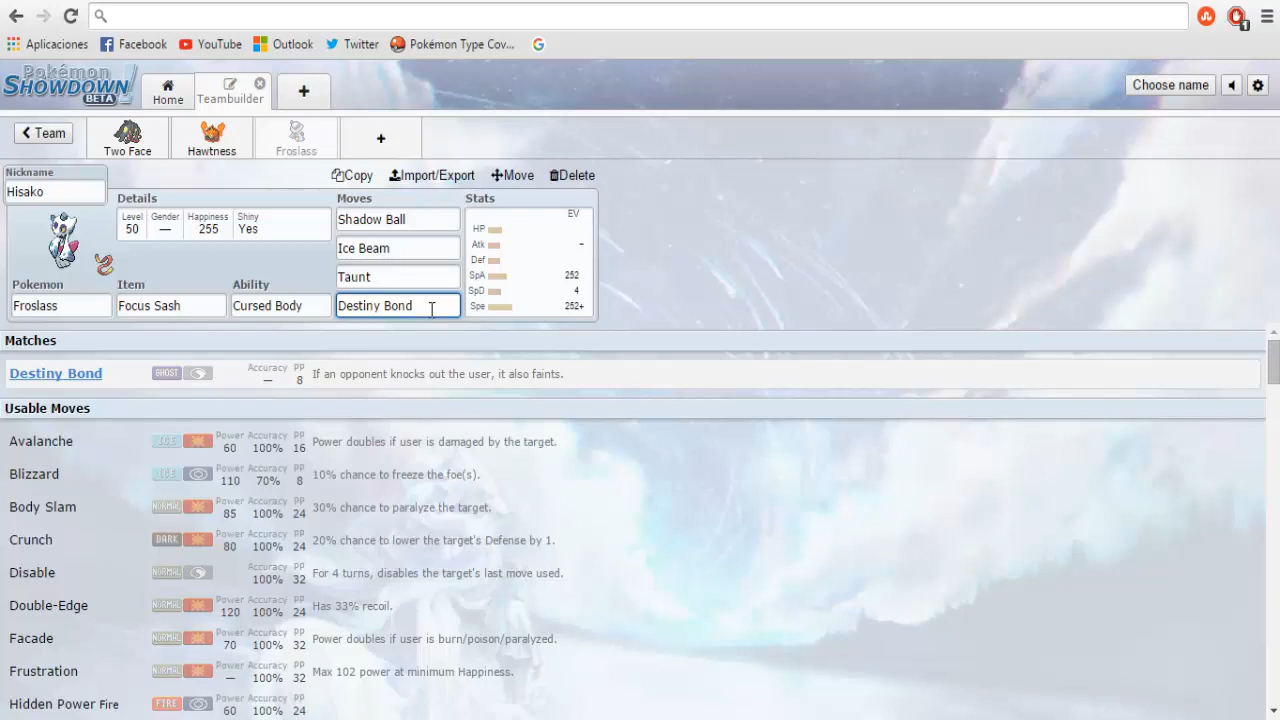 Aplicaciones Facebook YouTube Outlook Twitter Pokémon Type Cov...
Pokémon
SHOWDOWN!
BETA
Home
Teambuilder
+
Choose name
Team
Two Face
Hawtness
Froslass
+
Nickname
Hisako
Copy Import/Export Move Delete
Details
Level Gender Happiness Shiny
50 — 255 Yes
Moves
Shadow Ball
Ice Beam
Taunt
Destiny Bond
Stats
EV
HP
Atk -
Def
SpA 252
SpD 4
Spe 252+
Pokemon Item Ability
Froslass Focus Sash Cursed Body
Matches
Destiny Bond GHOST Accuracy — PP 8 If an opponent knocks out the user, it also faints.
Usable Moves
Avalanche ICE Power 60 Accuracy 100% PP 16 Power doubles if user is damaged by the target.
Blizzard ICE Power 110 Accuracy 70% PP 8 10% chance to freeze the foe(s).
Body Slam NORMAL Power 85 Accuracy 100% PP 24 30% chance to paralyze the target.
Crunch DARK Power 80 Accuracy 100% PP 24 20% chance to lower the target's Defense by 1.
Disable NORMAL Accuracy 100% PP 32 For 4 turns, disables the target's last move used.
Double-Edge NORMAL Power 120 Accuracy 100% PP 24 Has 33% recoil.
Facade NORMAL Power 70 Accuracy 100% PP 32 Power doubles if user is burn/poison/paralyzed.
Frustration NORMAL Power — Accuracy 100% PP 32 Max 102 power at minimum Happiness.
Hidden Power Fire FIRE Power 60 Accuracy 100% PP 24